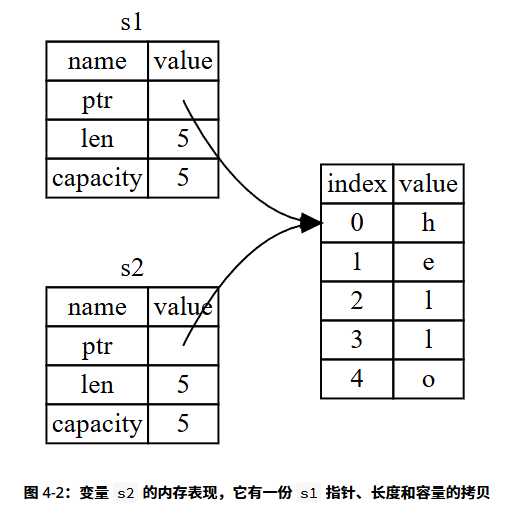 s1
name value
ptr
len 5
capacity 5
s2
name value
ptr
len 5
capacity 5
index value
0 h
1 e
2 l
3 l
4 o
图 4-2：变量 s2 的内存表现，它有一份 s1 指针、长度和容量的拷贝